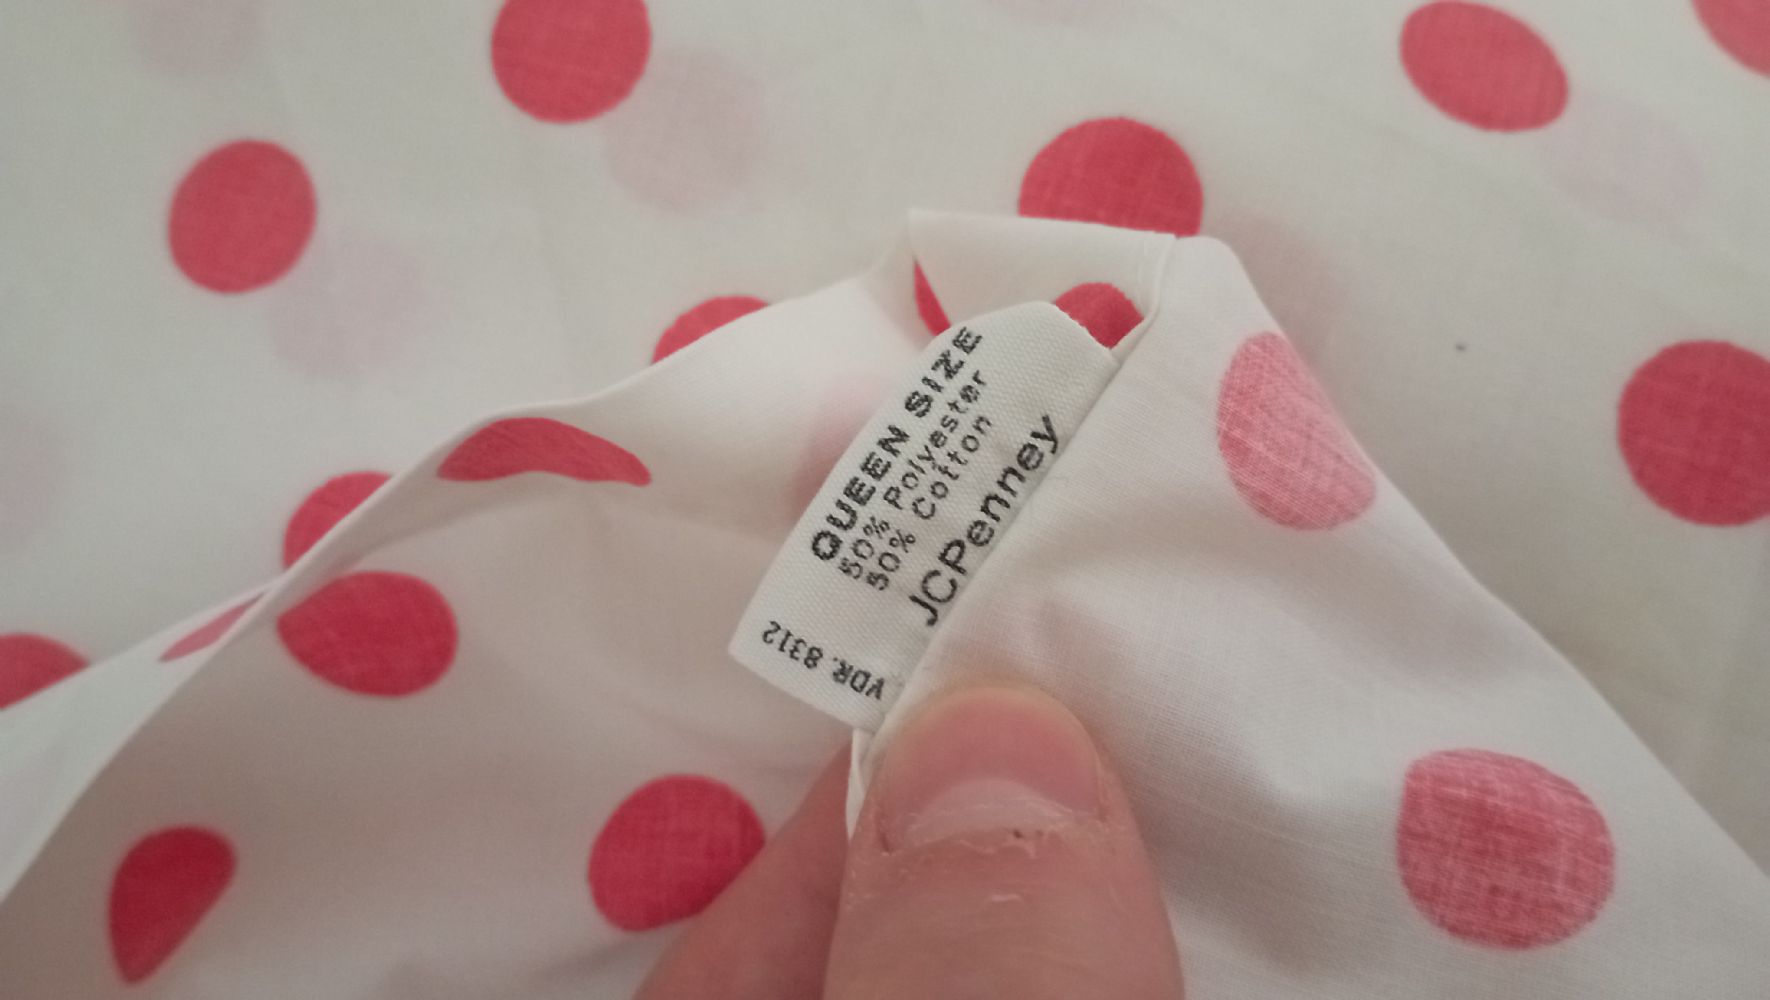 QUEEN SIZE
50% Polyester
50% Cotton
JCPenney
VDR. 8312